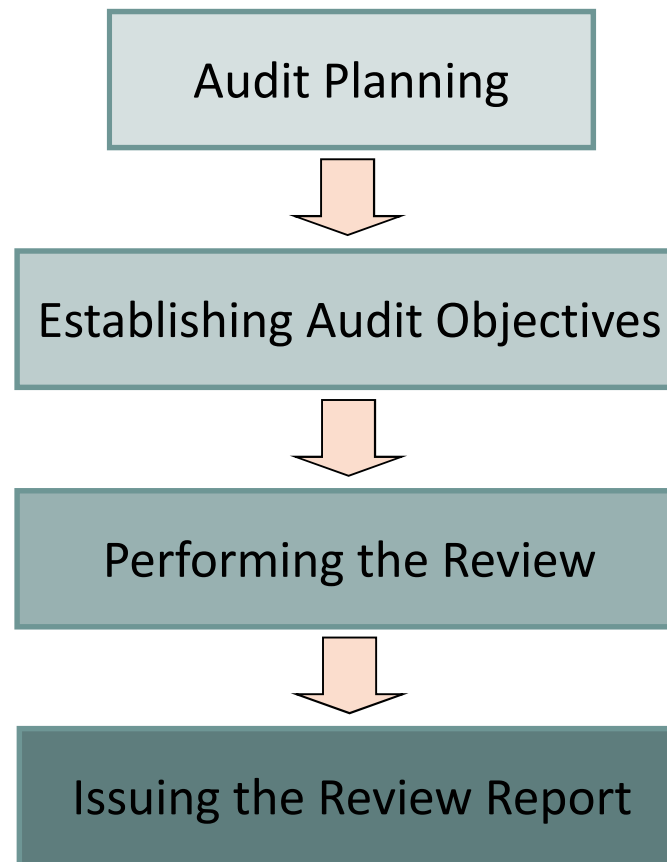 Audit Planning
Establishing Audit Objectives
Performing the Review
Issuing the Review Report